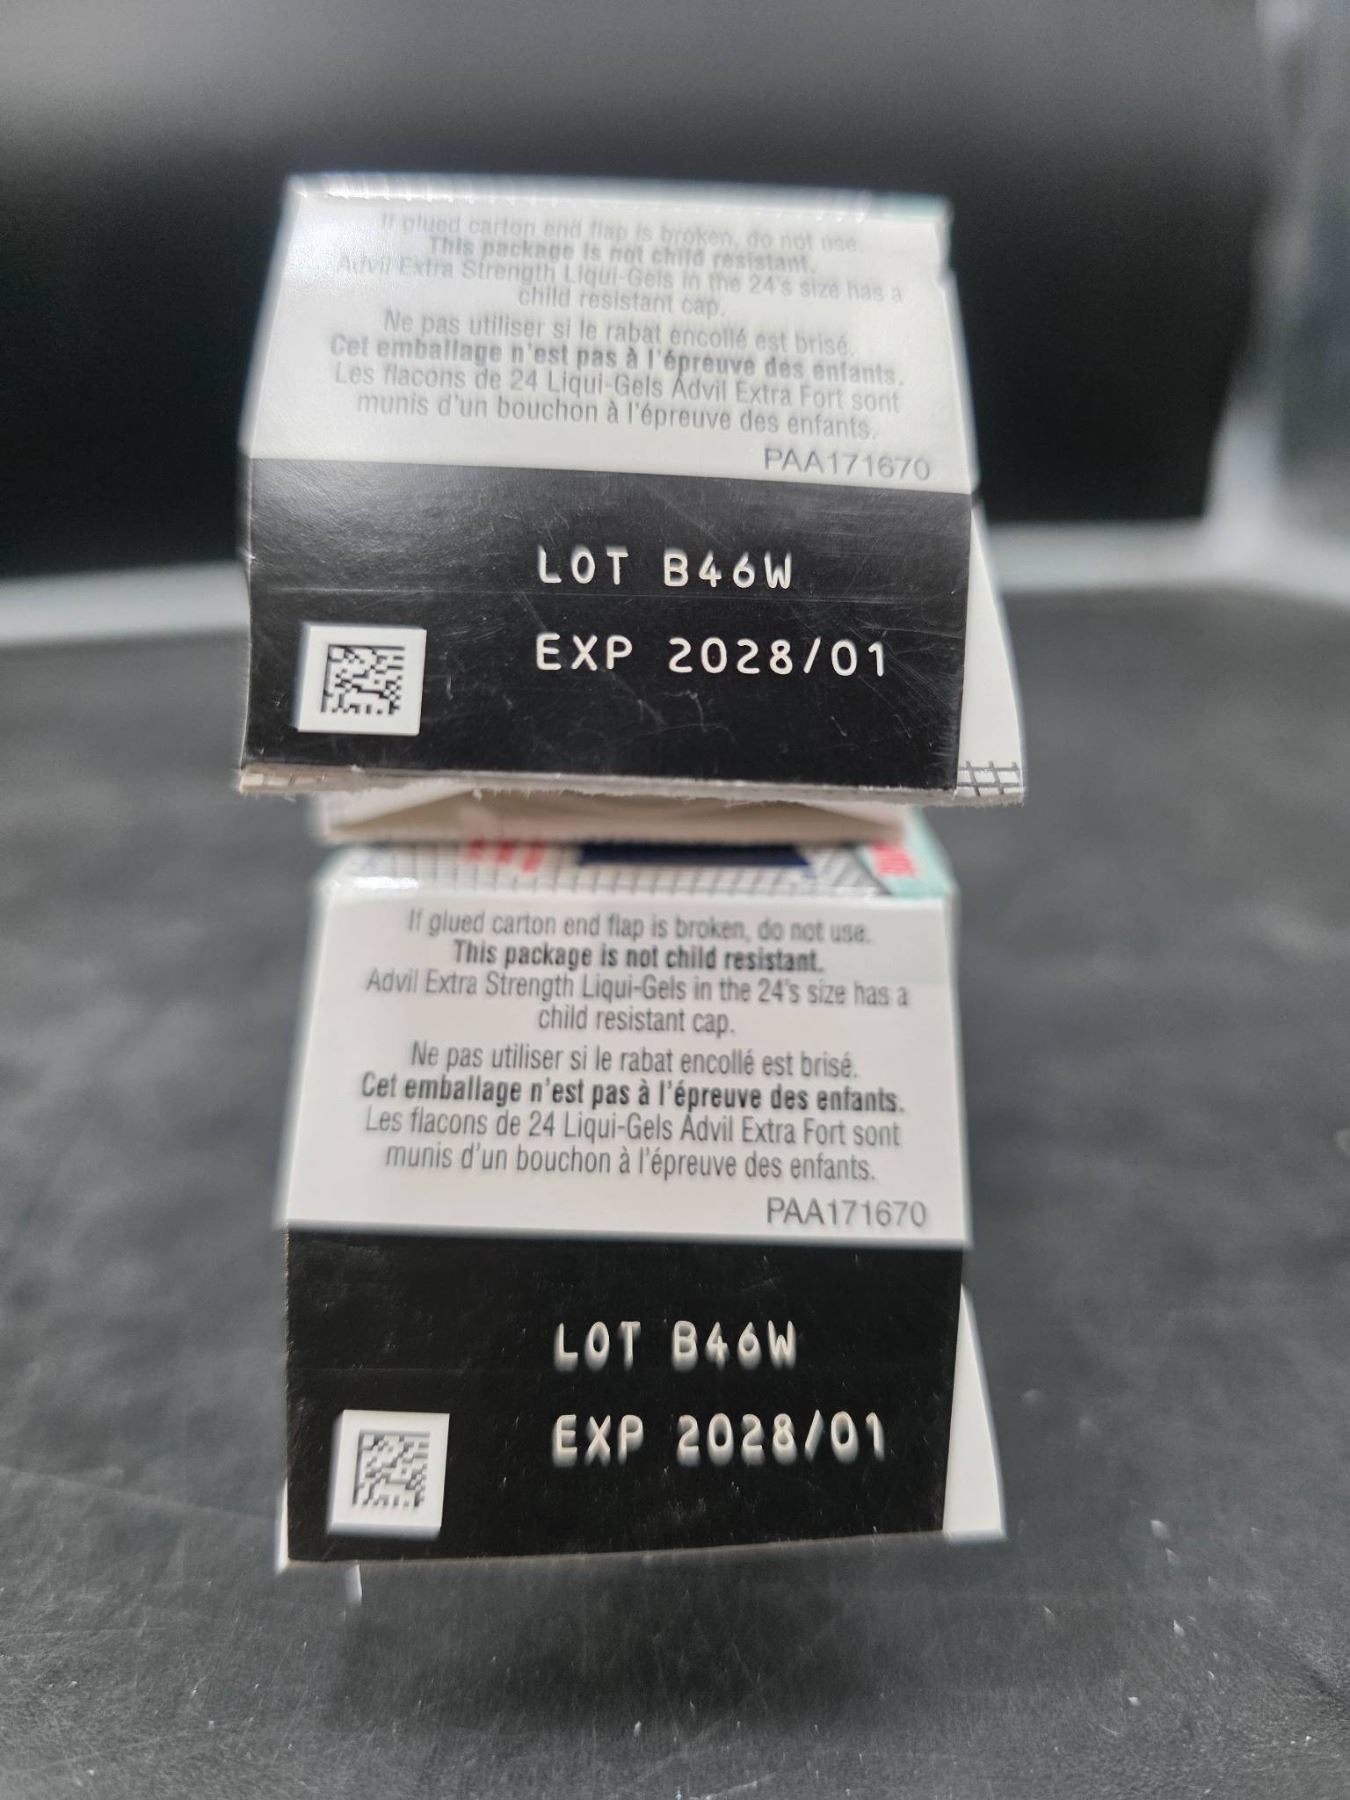 If glued carton end flap is broken, do not use.
This package is not child resistant.
Advil Extra Strength Liqui-Gels in the 24's size has a
child resistant cap.
Ne pas utiliser si le rabat encollé est brisé.
Cet emballage n'est pas à l'épreuve des enfants.
Les flacons de 24 Liqui-Gels Advil Extra Fort sont
munis d'un bouchon à l'épreuve des enfants.
PAA171670
LOT B46W
EXP 2028/01
If glued carton end flap is broken, do not use.
This package is not child resistant.
Advil Extra Strength Liqui-Gels in the 24's size has a
child resistant cap.
Ne pas utiliser si le rabat encollé est brisé.
Cet emballage n'est pas à l'épreuve des enfants.
Les flacons de 24 Liqui-Gels Advil Extra Fort sont
munis d'un bouchon à l'épreuve des enfants.
PAA171670
LOT B46W
EXP 2028/01